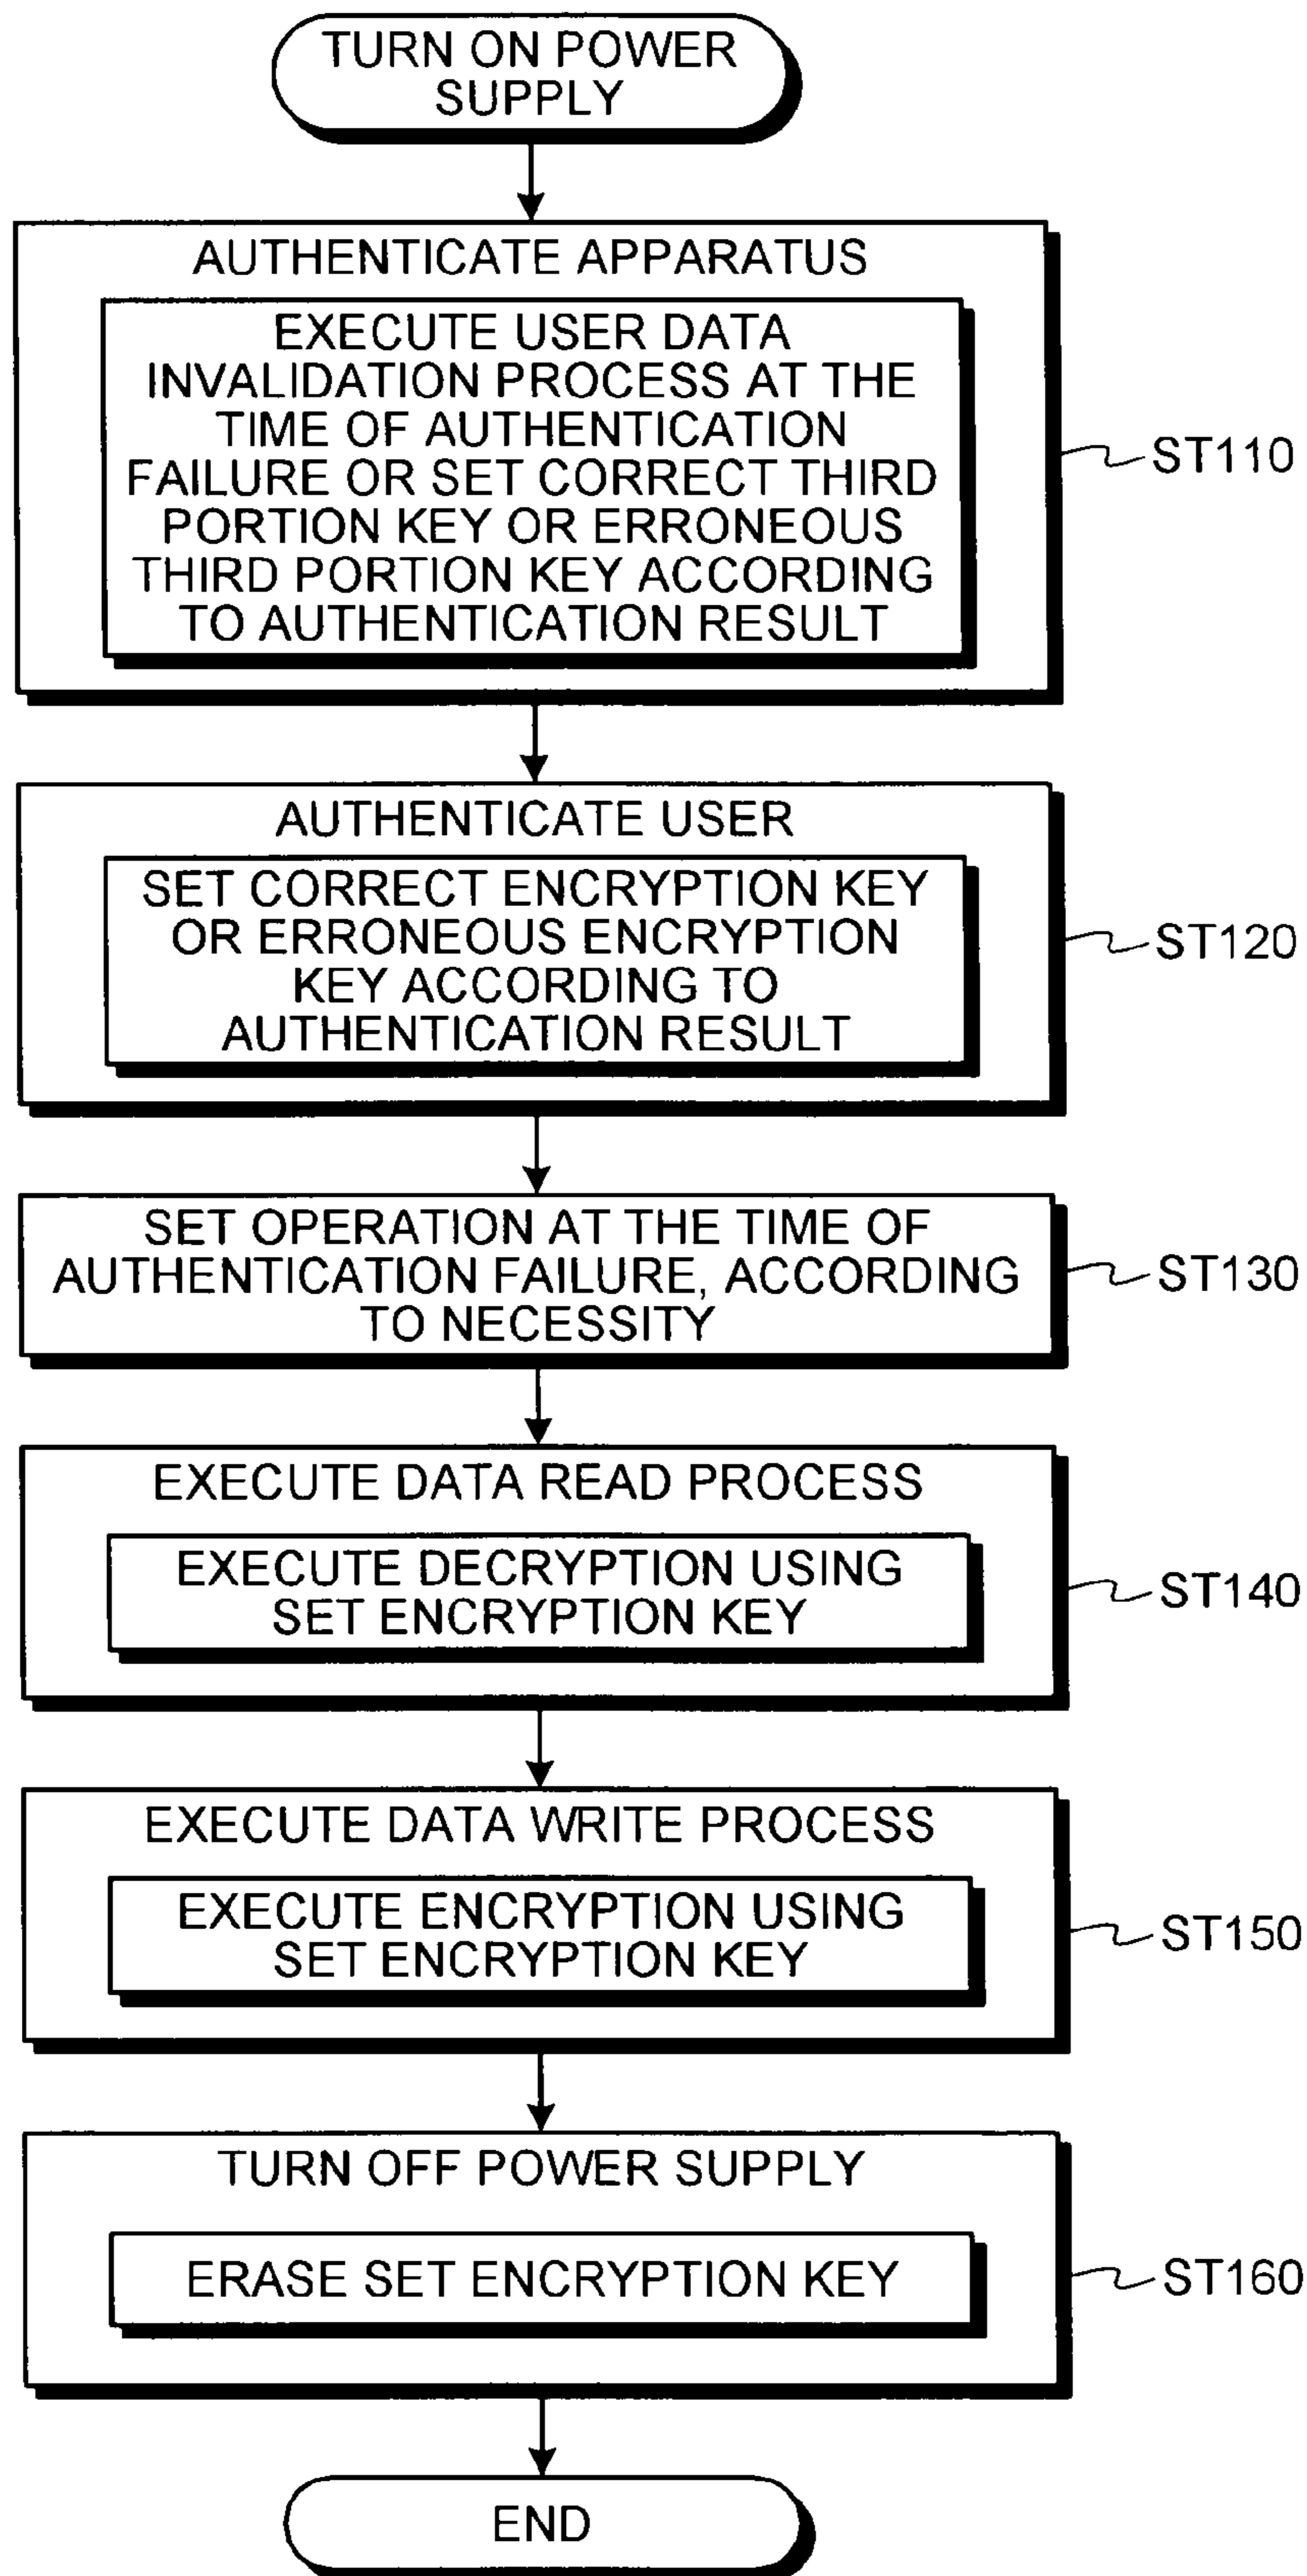 TURN ON POWER
SUPPLY
AUTHENTICATE APPARATUS
EXECUTE USER DATA
INVALIDATION PROCESS AT THE
TIME OF AUTHENTICATION
FAILURE OR SET CORRECT THIRD
PORTION KEY OR ERRONEOUS
THIRD PORTION KEY ACCORDING
TO AUTHENTICATION RESULT
ST110
AUTHENTICATE USER
SET CORRECT ENCRYPTION KEY
OR ERRONEOUS ENCRYPTION
KEY ACCORDING TO
AUTHENTICATION RESULT
ST120
SET OPERATION AT THE TIME OF
AUTHENTICATION FAILURE, ACCORDING
TO NECESSITY
ST130
EXECUTE DATA READ PROCESS
EXECUTE DECRYPTION USING
SET ENCRYPTION KEY
ST140
EXECUTE DATA WRITE PROCESS
EXECUTE ENCRYPTION USING
SET ENCRYPTION KEY
ST150
TURN OFF POWER SUPPLY
ERASE SET ENCRYPTION KEY
ST160
END